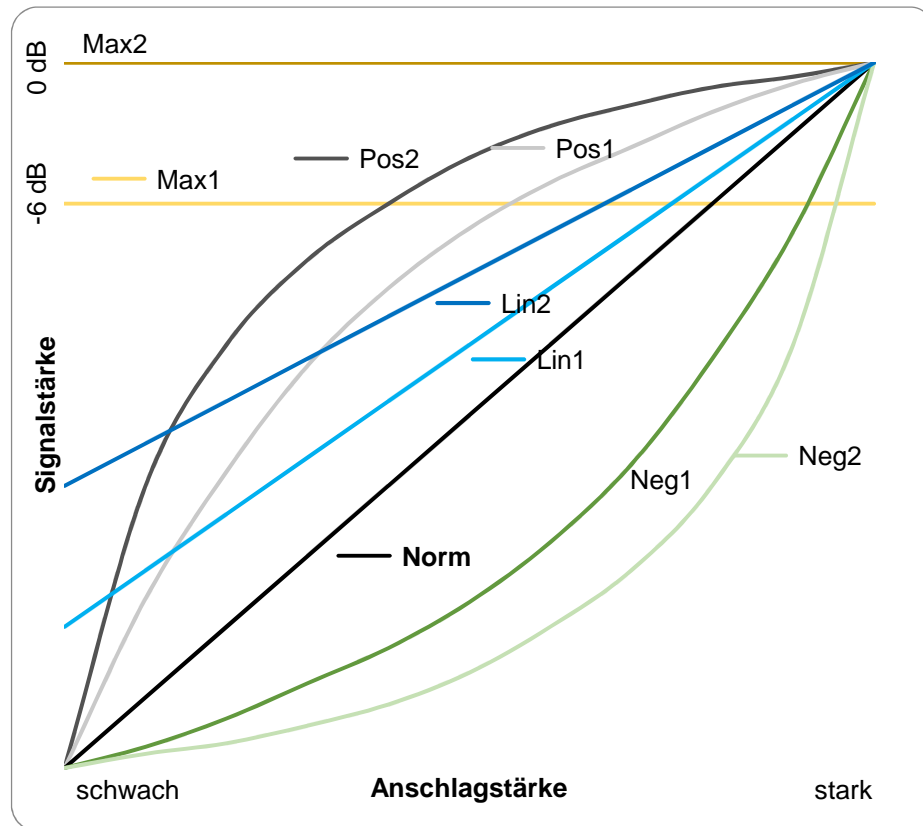 Max2
0 dB
Pos2
Pos1
Max1
-6 dB
Lin2
Lin1
Signalstärke
Neg2
Neg1
Norm
schwach
Anschlagstärke
stark